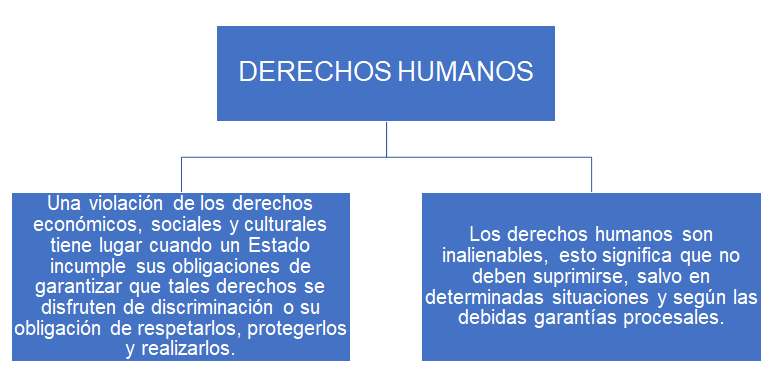 DERECHOS HUMANOS
Una violación de los derechos
económicos, sociales y culturales
tiene lugar cuando un Estado
incumple sus obligaciones de
garantizar que tales derechos se
disfruten de discriminación o su
obligación de respetarlos, protegerlos
y realizarlos.
Los derechos humanos son
inalienables, esto significa que no
deben suprimirse, salvo en
determinadas situaciones y según las
debidas garantías procesales.